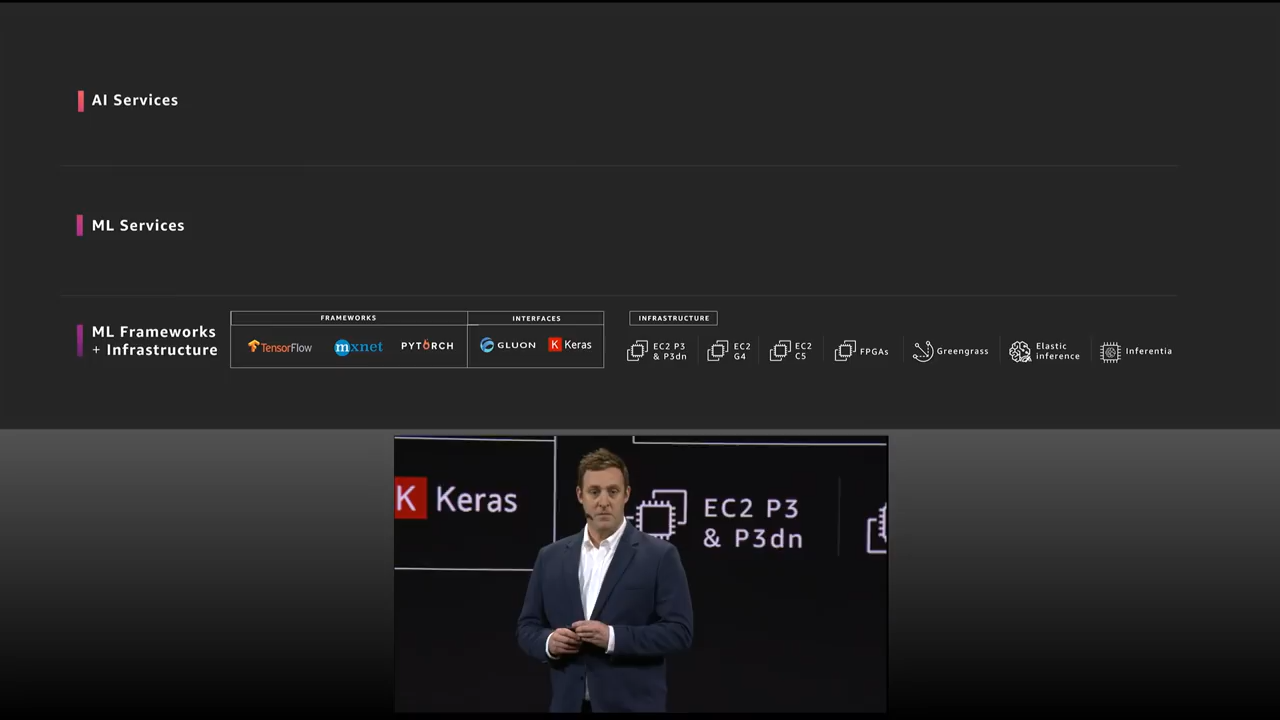 AI Services
ML Services
ML Frameworks
+ Infrastructure
FRAMEWORKS
TensorFlow
mxnet
PYTORCH
INTERFACES
GLUON
Keras
INFRASTRUCTURE
EC2 P3
& P3dn
EC2
G4
EC2
C5
FPGAs
Greengrass
Elastic
inference
Inferentia
K Keras
EC2 P3
& P3dn